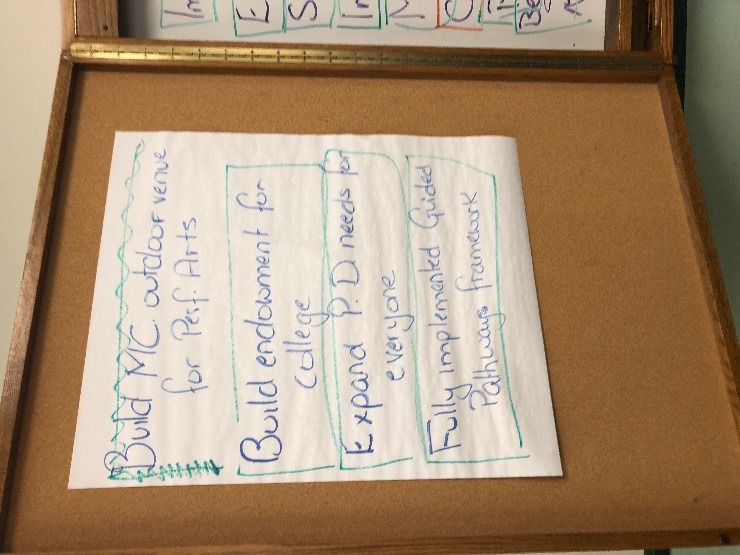 Build MC outdoor venue
for Perf. Arts
Build endowment for
college
Expand P.D needs for
everyone
Fully implemented Guided
Pathways framework